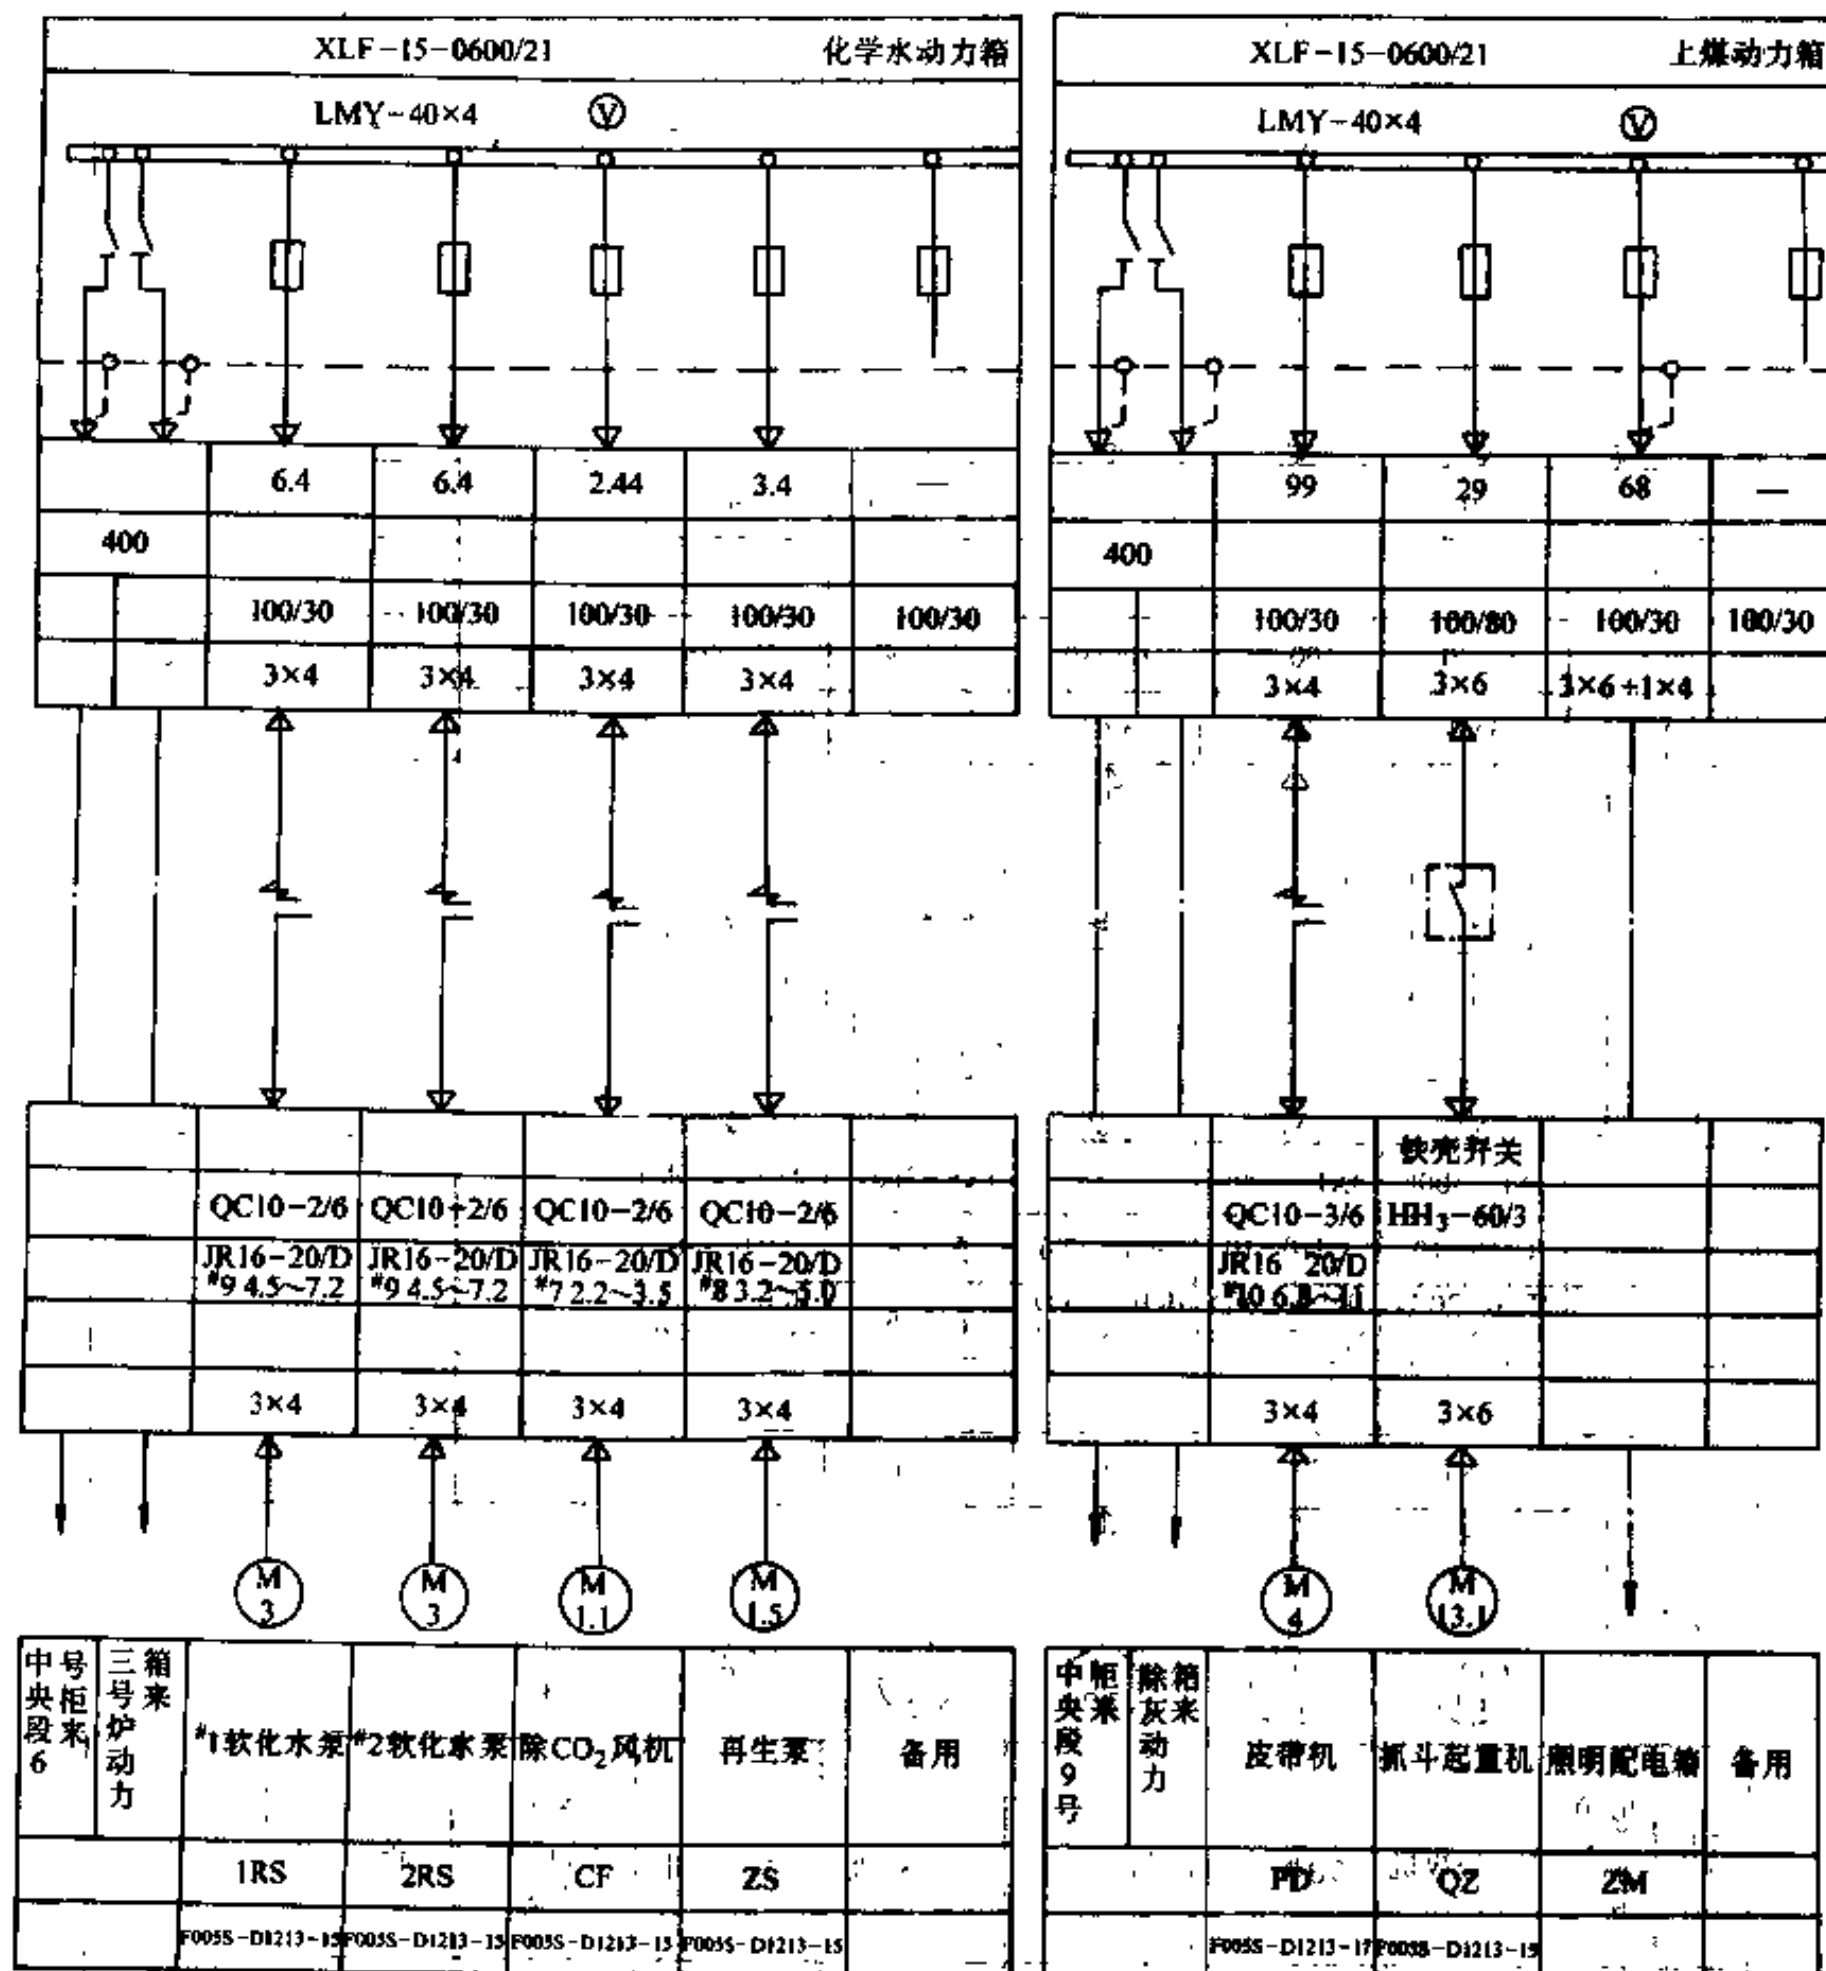 XLF-15-0600/21 化学水动力箱
LMY-40×4 Ⓥ
6.4 6.4 2.44 3.4 —
400
100/30 100/30 100/30 100/30 100/30
3×4 3×4 3×4 3×4
QC10-2/6 QC10-2/6 QC10-2/6 QC10-2/6
JR16-20/D JR16-20/D JR16-20/D JR16-20/D
#9 4.5~7.2 #9 4.5~7.2 #7 2.2~3.5 #8 3.2~5.0
3×4 3×4 3×4 3×4
M M M M
3 3 1.1 1.5
中央段6号柜来 三号炉动力箱来 #1软化水泵 #2软化水泵 除CO₂风机 再生泵 备用
1RS 2RS CF ZS
F005S-D1213-15 F005S-D1213-15 F005S-D1213-15 F005S-D1213-15
XLF-15-0600/21 上煤动力箱
LMY-40×4 Ⓥ
99 29 68 —
400
100/30 100/80 100/30 100/30
3×4 3×6 3×6+1×4
铁壳开关
QC10-3/6 HH₃-60/3
JR16 20/D
#10
3×4 3×6
M M
4 13.1
中央段9号柜来 除灰动力箱来 皮带机 抓斗起重机 照明配电箱 备用
PD QZ ZM
F005S-D1213-17